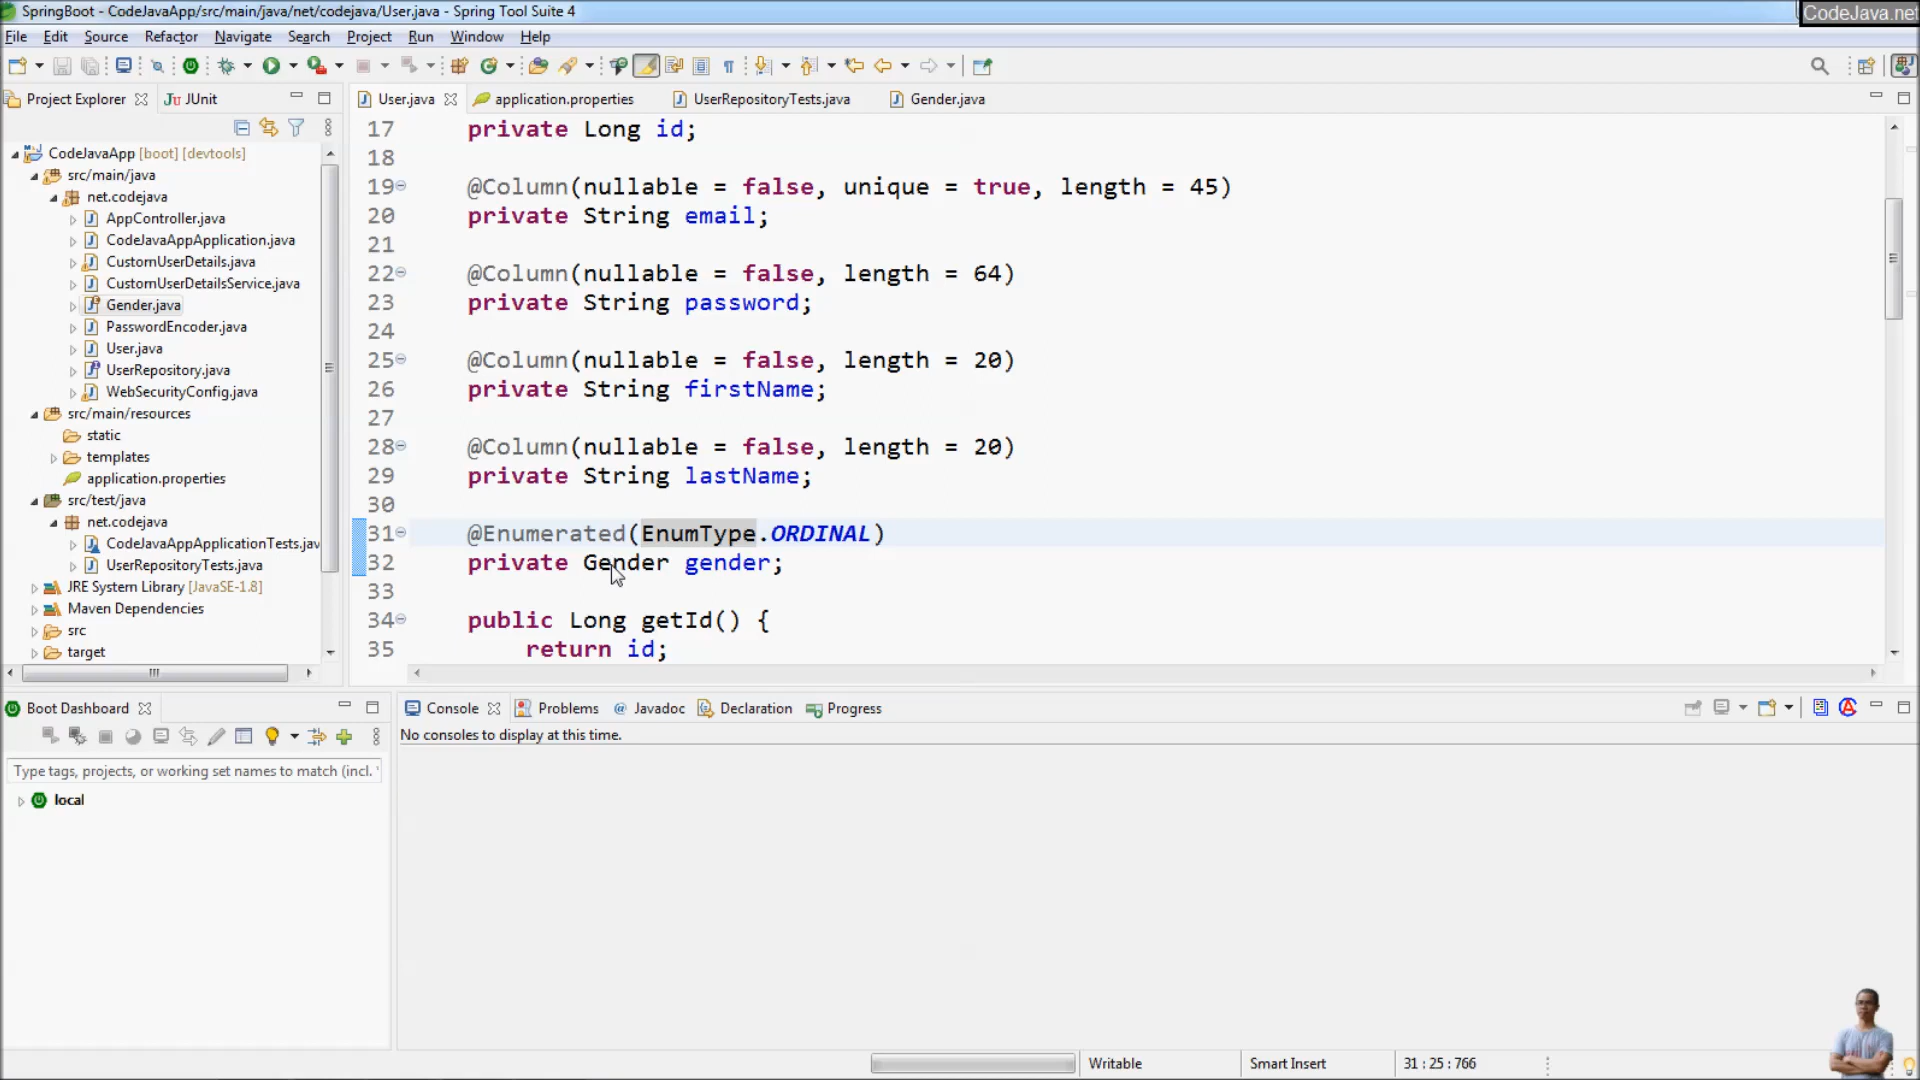 SpringBoot - CodeJavaApp/src/main/java/net/codejava/User.java - Spring Tool Suite 4
CodeJava.net
File Edit Source Refactor Navigate Search Project Run Window Help
Project Explorer
JUnit
User.java
application.properties
UserRepositoryTests.java
Gender.java
CodeJavaApp [boot] [devtools]
src/main/java
net.codejava
AppController.java
CodeJavaAppApplication.java
CustomUserDetails.java
CustomUserDetailsService.java
Gender.java
PasswordEncoder.java
User.java
UserRepository.java
WebSecurityConfig.java
src/main/resources
static
templates
application.properties
src/test/java
net.codejava
CodeJavaAppApplicationTests.jav
UserRepositoryTests.java
JRE System Library [JavaSE-1.8]
Maven Dependencies
src
target
17 private Long id;
18
19 @Column(nullable = false, unique = true, length = 45)
20 private String email;
21
22 @Column(nullable = false, length = 64)
23 private String password;
24
25 @Column(nullable = false, length = 20)
26 private String firstName;
27
28 @Column(nullable = false, length = 20)
29 private String lastName;
30
31 @Enumerated(EnumType.ORDINAL)
32 private Gender gender;
33
34 public Long getId() {
35 return id;
Boot Dashboard
Type tags, projects, or working set names to match (incl. *
local
Console
Problems
Javadoc
Declaration
Progress
No consoles to display at this time.
Writable
Smart Insert
31 : 25 : 766